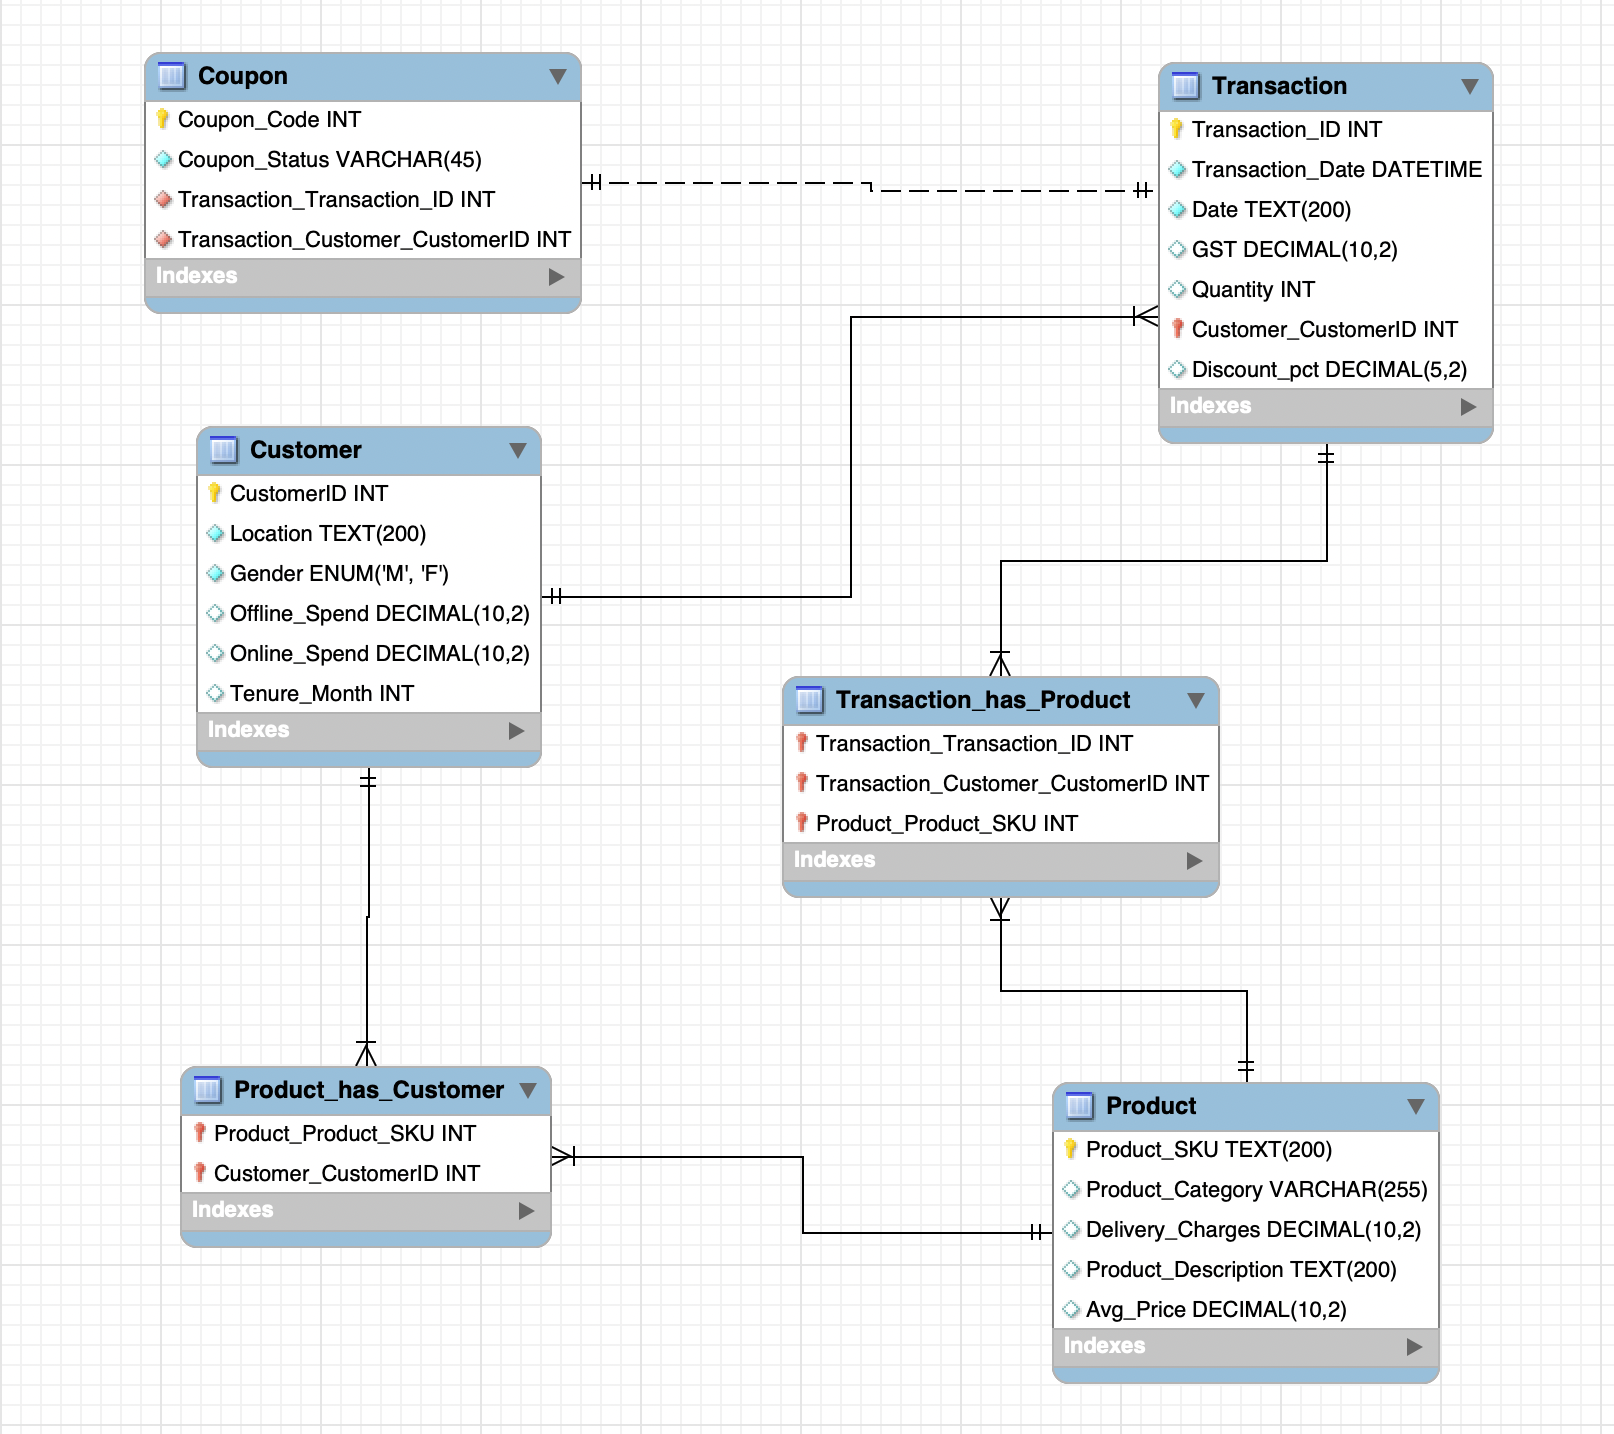 Coupon
Coupon_Code INT
Coupon_Status VARCHAR(45)
Transaction_Transaction_ID INT
Transaction_Customer_CustomerID INT
Indexes
Transaction
Transaction_ID INT
Transaction_Date DATETIME
Date TEXT(200)
GST DECIMAL(10,2)
Quantity INT
Customer_CustomerID INT
Discount_pct DECIMAL(5,2)
Indexes
Customer
CustomerID INT
Location TEXT(200)
Gender ENUM('M', 'F')
Offline_Spend DECIMAL(10,2)
Online_Spend DECIMAL(10,2)
Tenure_Month INT
Indexes
Transaction_has_Product
Transaction_Transaction_ID INT
Transaction_Customer_CustomerID INT
Product_Product_SKU INT
Indexes
Product_has_Customer
Product_Product_SKU INT
Customer_CustomerID INT
Indexes
Product
Product_SKU TEXT(200)
Product_Category VARCHAR(255)
Delivery_Charges DECIMAL(10,2)
Product_Description TEXT(200)
Avg_Price DECIMAL(10,2)
Indexes